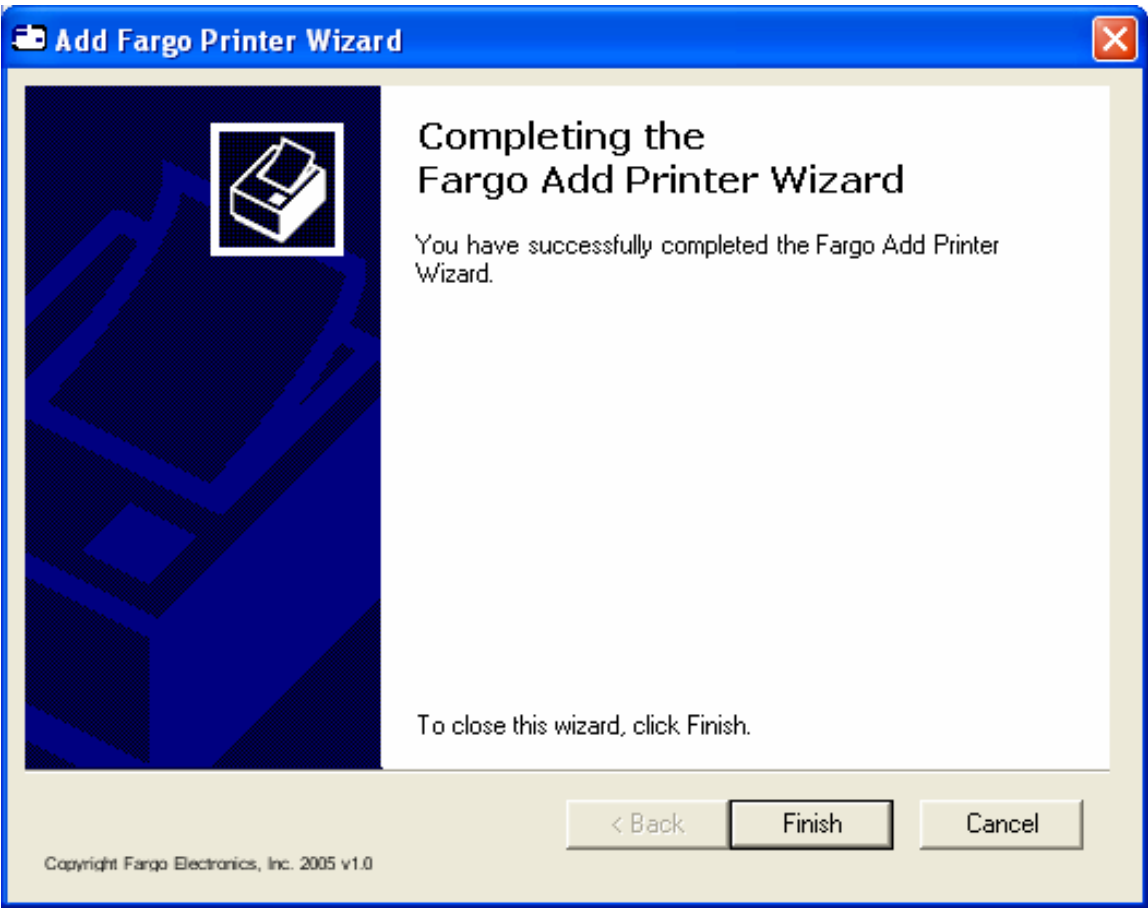 Add Fargo Printer Wizard
Completing the
Fargo Add Printer Wizard
You have successfully completed the Fargo Add Printer
Wizard.
To close this wizard, click Finish.
< Back
Finish
Cancel
Copyright Fargo Electronics, Inc. 2005 v1.0